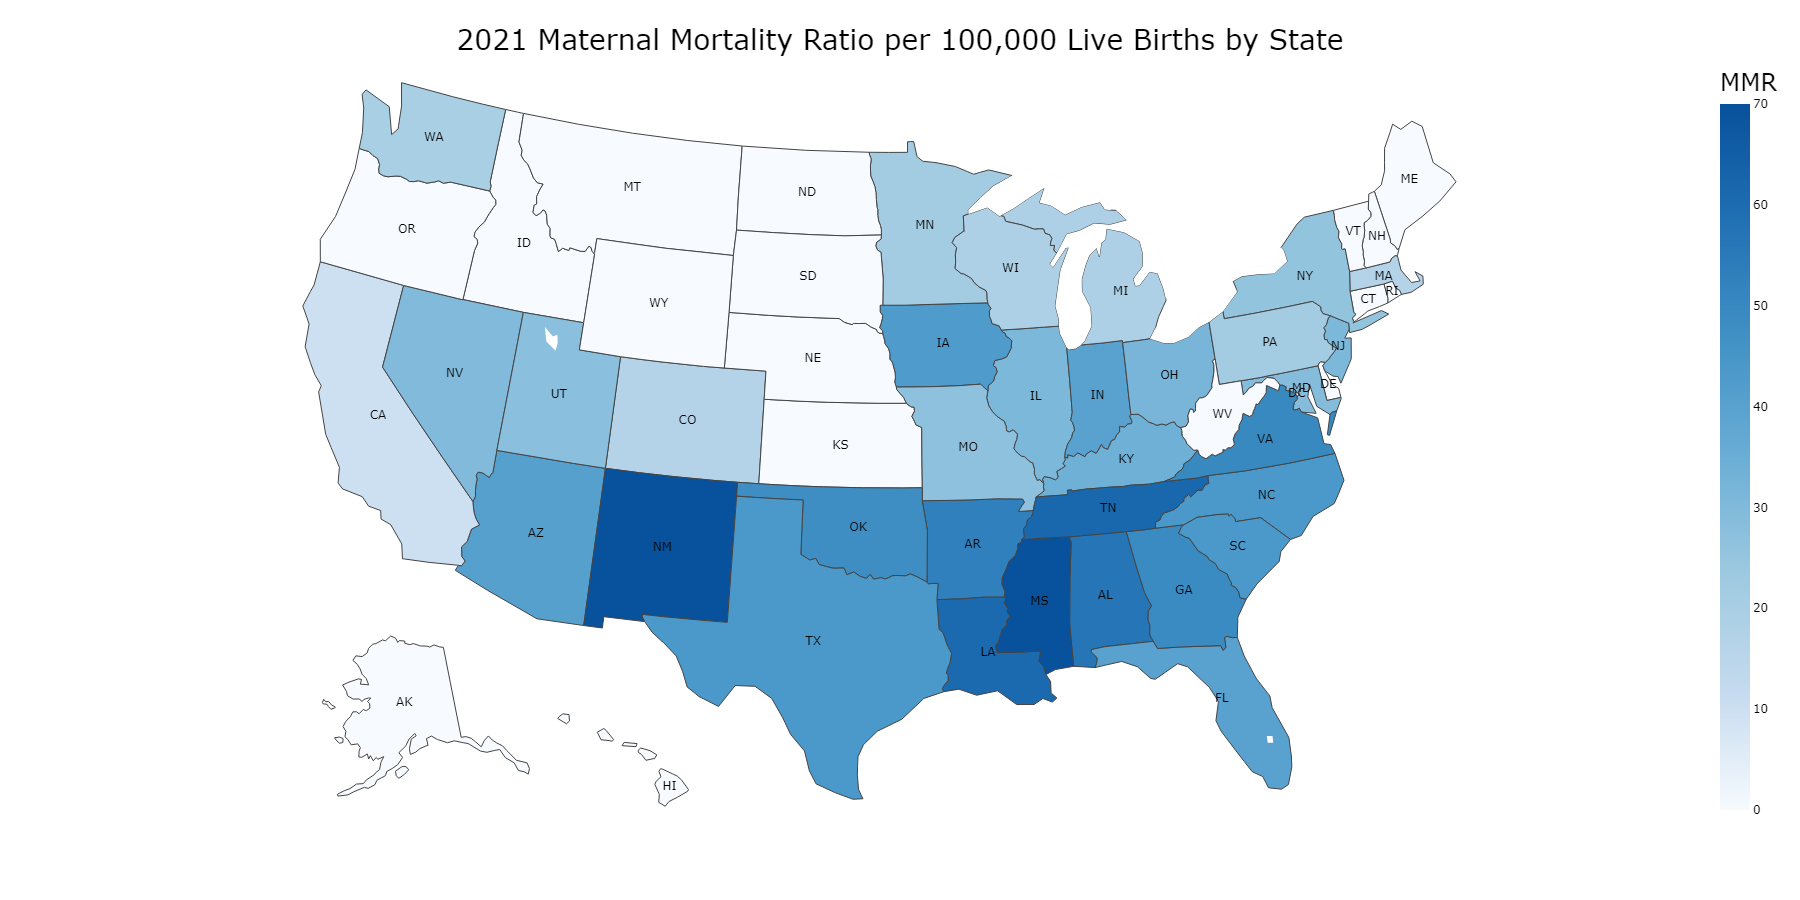 2021 Maternal Mortality Ratio per 100,000 Live Births by State
MMR
70
60
50
40
30
20
10
0
WA
MT
ND
MN
ME
OR
ID
SD
WI
MI
NY
VT
NH
MA
CT
RI
WY
NE
IA
PA
NJ
NV
UT
CO
KS
MO
IL
IN
OH
MD
DC
DE
CA
WV
VA
KY
AZ
NM
OK
AR
TN
NC
SC
TX
LA
MS
AL
GA
FL
AK
HI